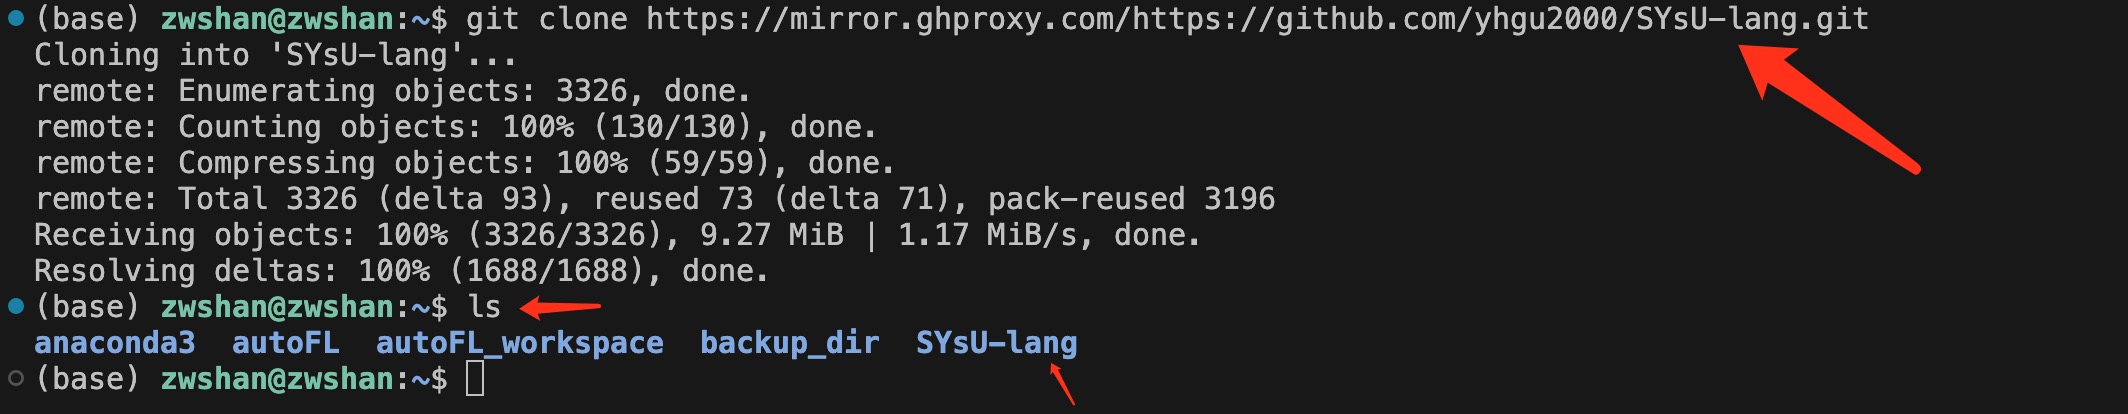 (base) zwshan@zwshan:~$ git clone https://mirror.ghproxy.com/https://github.com/yhgu2000/SYsU-lang.git
Cloning into 'SYsU-lang'...
remote: Enumerating objects: 3326, done.
remote: Counting objects: 100% (130/130), done.
remote: Compressing objects: 100% (59/59), done.
remote: Total 3326 (delta 93), reused 73 (delta 71), pack-reused 3196
Receiving objects: 100% (3326/3326), 9.27 MiB | 1.17 MiB/s, done.
Resolving deltas: 100% (1688/1688), done.
(base) zwshan@zwshan:~$ ls
anaconda3  autoFL  autoFL_workspace  backup_dir  SYsU-lang
(base) zwshan@zwshan:~$